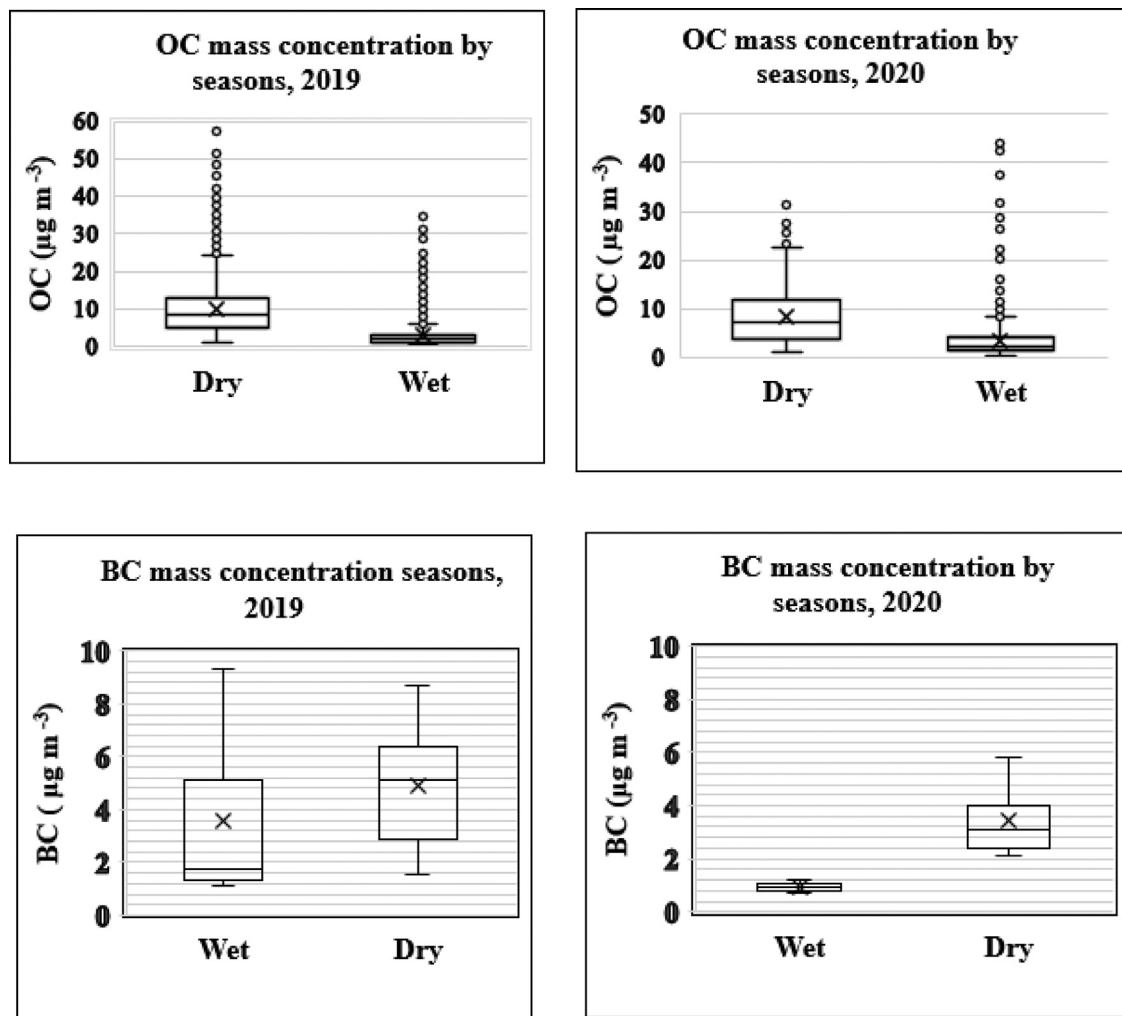 OC mass concentration by
seasons, 2019
60
50
40
30
20
10
0
OC (µg m⁻³)
Dry Wet
OC mass concentration by
seasons, 2020
50
40
30
20
10
0
OC ( µg m⁻³)
Dry Wet
BC mass concentration seasons,
2019
10
8
6
4
2
0
BC ( µg m⁻³)
Wet Dry
BC mass concentration by
seasons, 2020
10
8
6
4
2
0
BC (µg m⁻³)
Wet Dry